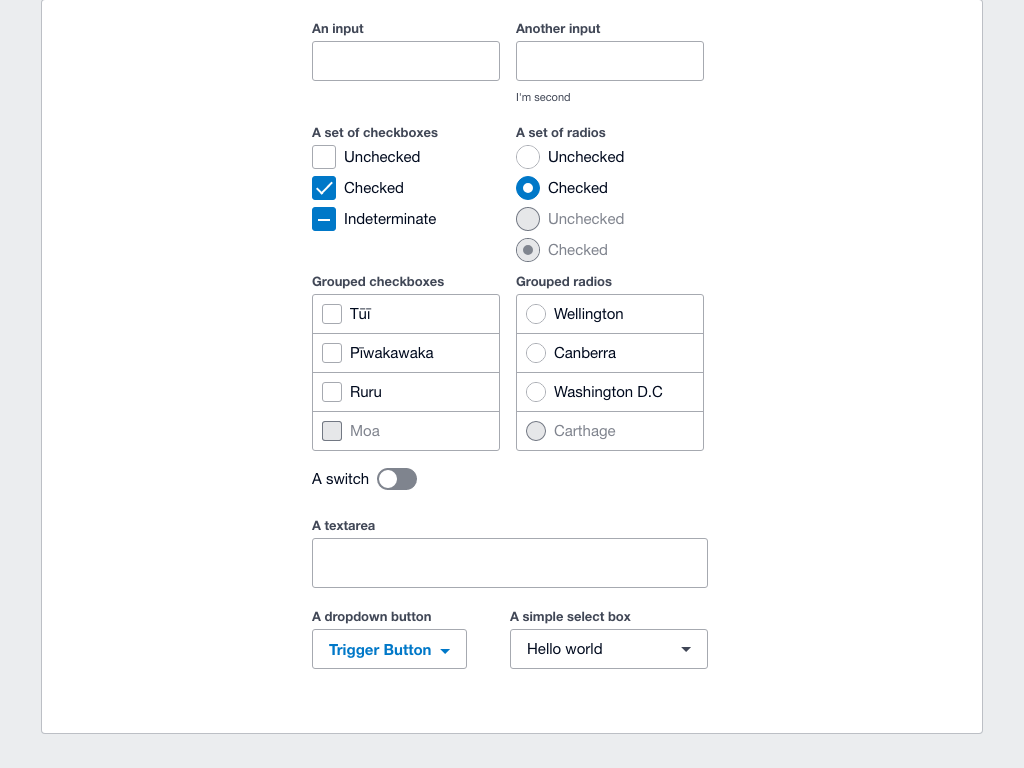 An input
Another input
I'm second
A set of checkboxes
Unchecked
Checked
Indeterminate
A set of radios
Unchecked
Checked
Unchecked
Checked
Grouped checkboxes
Tūī
Pīwakawaka
Ruru
Moa
Grouped radios
Wellington
Canberra
Washington D.C
Carthage
A switch
A textarea
A dropdown button
Trigger Button
A simple select box
Hello world